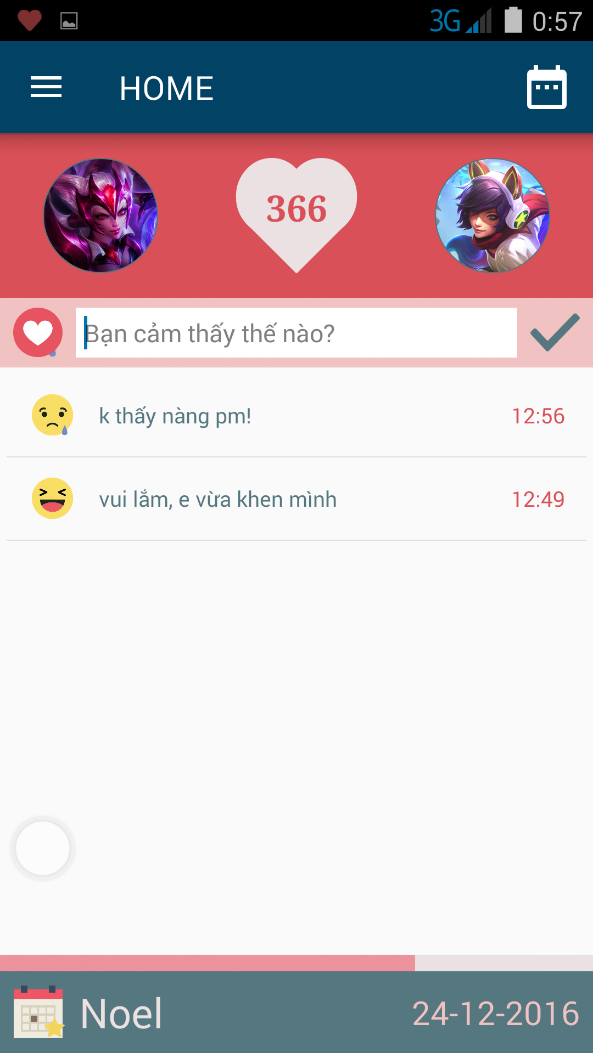 3G 0:57
HOME
366
Bạn cảm thấy thế nào?
k thấy nàng pm! 12:56
vui lắm, e vừa khen mình 12:49
Noel 24-12-2016